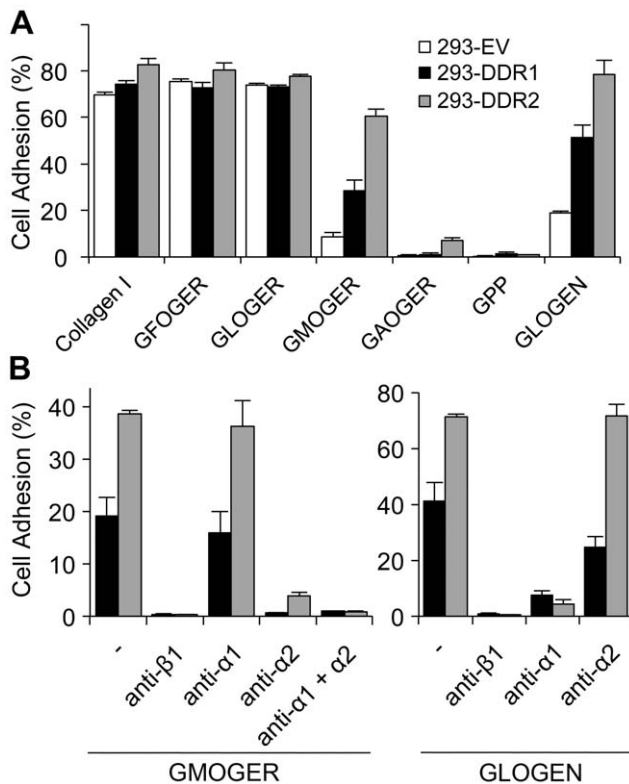 A
Cell Adhesion (%)
80
60
40
20
0
293-EV
293-DDR1
293-DDR2
Collagen I
GFOGER
GLOGER
GMOGER
GAOGER
GPP
GLOGEN
B
Cell Adhesion (%)
40
30
20
10
0
-
anti-β1
anti-α1
anti-α2
anti-α1 + α2
GMOGER
80
60
40
20
0
-
anti-β1
anti-α1
anti-α2
GLOGEN